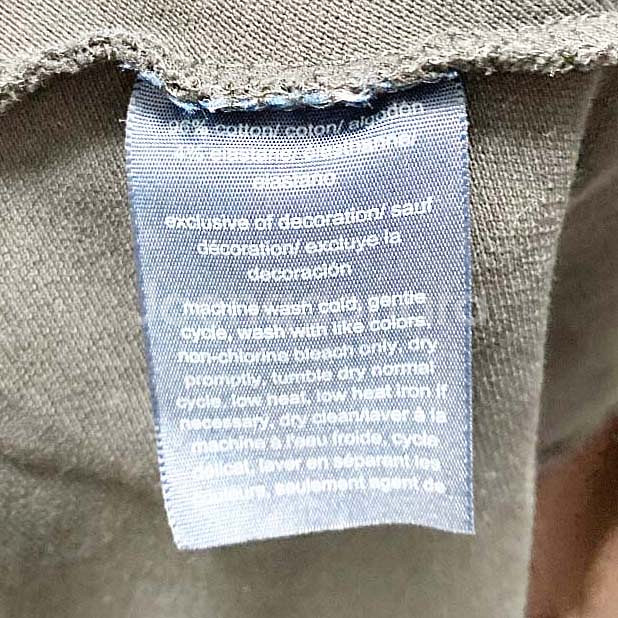 cotton/ coton/ algodón
elastano
exclusive of decoration/ sauf
décoration/ excluye la
decoración
machine wash cold, gentle
cycle, wash with like colors,
non-chlorine bleach only, dry
promptly, tumble dry normal
cycle, low heat, low heat iron if
necessary, dry clean/laver à la
machine à l'eau froide, cycle
délicat, laver en séparant les
couleurs, seulement agent de